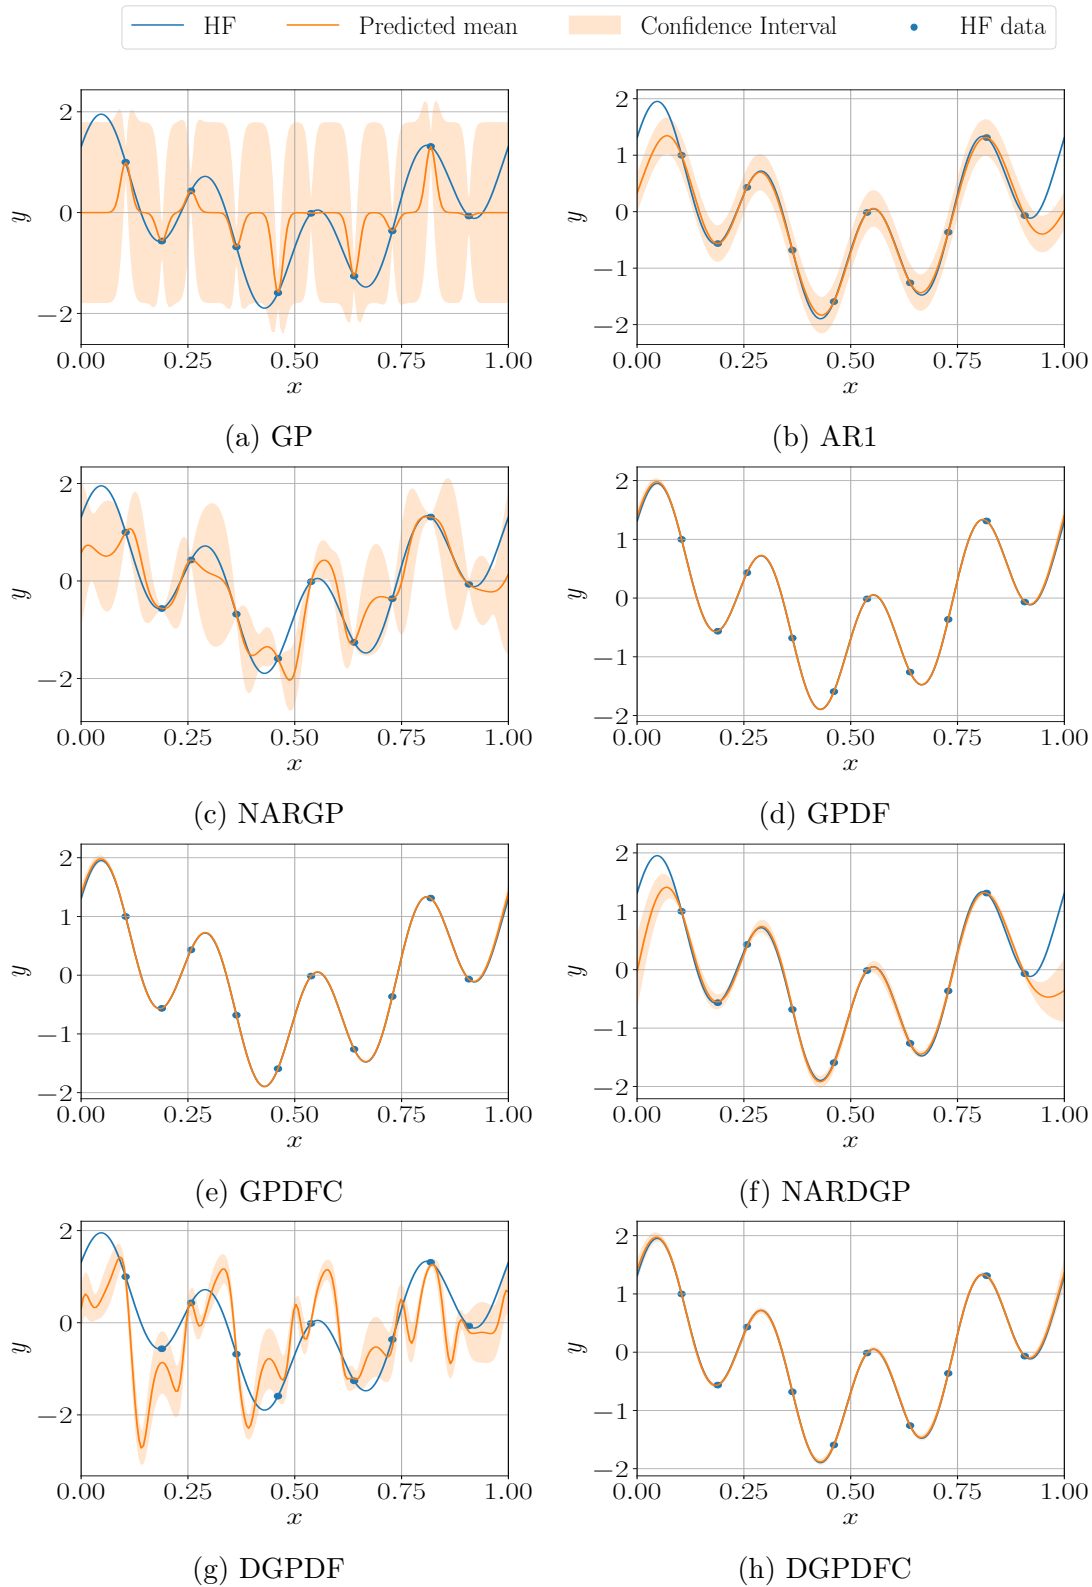 HF Predicted mean Confidence Interval HF data
2
0
−2
y
0.00 0.25 0.50 0.75 1.00
x
(a) GP
2
1
0
−1
−2
y
0.00 0.25 0.50 0.75 1.00
x
(b) AR1
2
0
−2
y
0.00 0.25 0.50 0.75 1.00
x
(c) NARGP
2
1
0
−1
−2
y
0.00 0.25 0.50 0.75 1.00
x
(d) GPDF
2
1
0
−1
−2
y
0.00 0.25 0.50 0.75 1.00
x
(e) GPDFC
2
1
0
−1
−2
y
0.00 0.25 0.50 0.75 1.00
x
(f) NARDGP
2
0
−2
y
0.00 0.25 0.50 0.75 1.00
x
(g) DGPDF
2
1
0
−1
−2
y
0.00 0.25 0.50 0.75 1.00
x
(h) DGPDFC